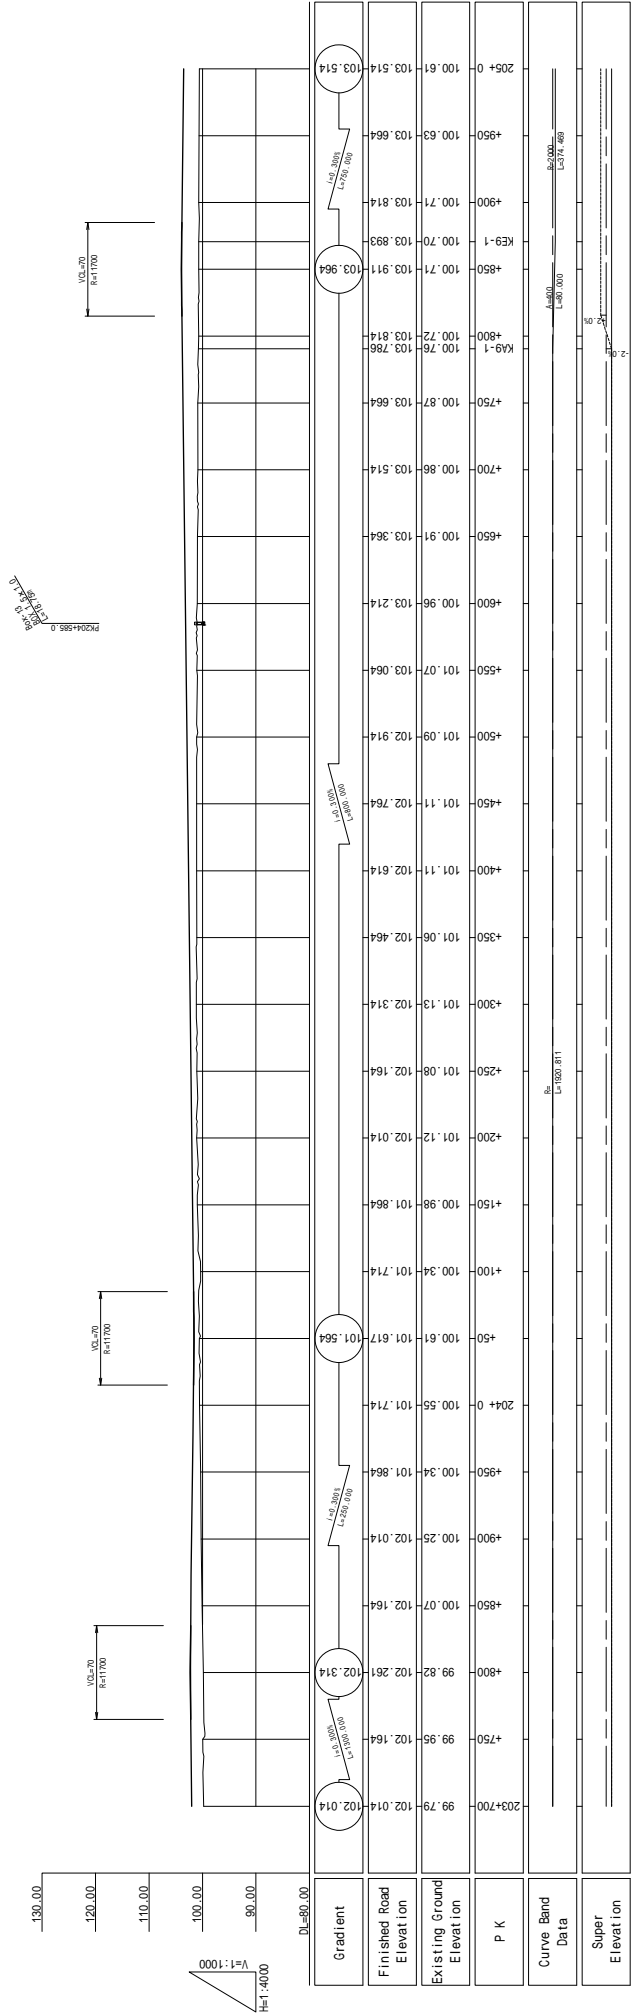 130.00
120.00
110.00
100.00
90.00
DL=80.00
V=1:1000
H=1:4000
VCL=70
R=11700
VCL=70
R=11700
VCL=70
R=11700
PK204+585.0
BOX-13
BOX 1.5x1.0
L=18.75m
Gradient
102.014
i=0.300%
L=1300.000
102.314
i=0.300%
L=250.000
101.564
i=0.300%
L=800.000
103.964
i=0.300%
L=750.000
103.514
Finished Road
Elevation
102.014
102.164
102.261
102.164
102.014
101.864
101.714
101.617
101.714
101.864
102.014
102.164
102.314
102.464
102.614
102.764
102.914
103.064
103.214
103.364
103.514
103.664
103.786
103.814
103.911
103.893
103.814
103.664
103.514
Existing Ground
Elevation
99.79
99.95
99.82
100.07
100.25
100.34
100.55
100.61
100.34
100.98
101.12
101.08
101.13
101.06
101.11
101.11
101.09
101.07
100.96
100.91
100.86
100.87
100.76
100.72
100.71
100.70
100.71
100.63
100.61
P K
203+700
+750
+800
+850
+900
+950
204+ 0
+50
+100
+150
+200
+250
+300
+350
+400
+450
+500
+550
+600
+650
+700
+750
KA9-1
+800
+850
KE9-1
+900
+950
205+ 0
Curve Band
Data
R=
L=1920.811
A=400
L=80.000
R=2000
L=374.469
Super
Elevation
-2.0%
+2.0%